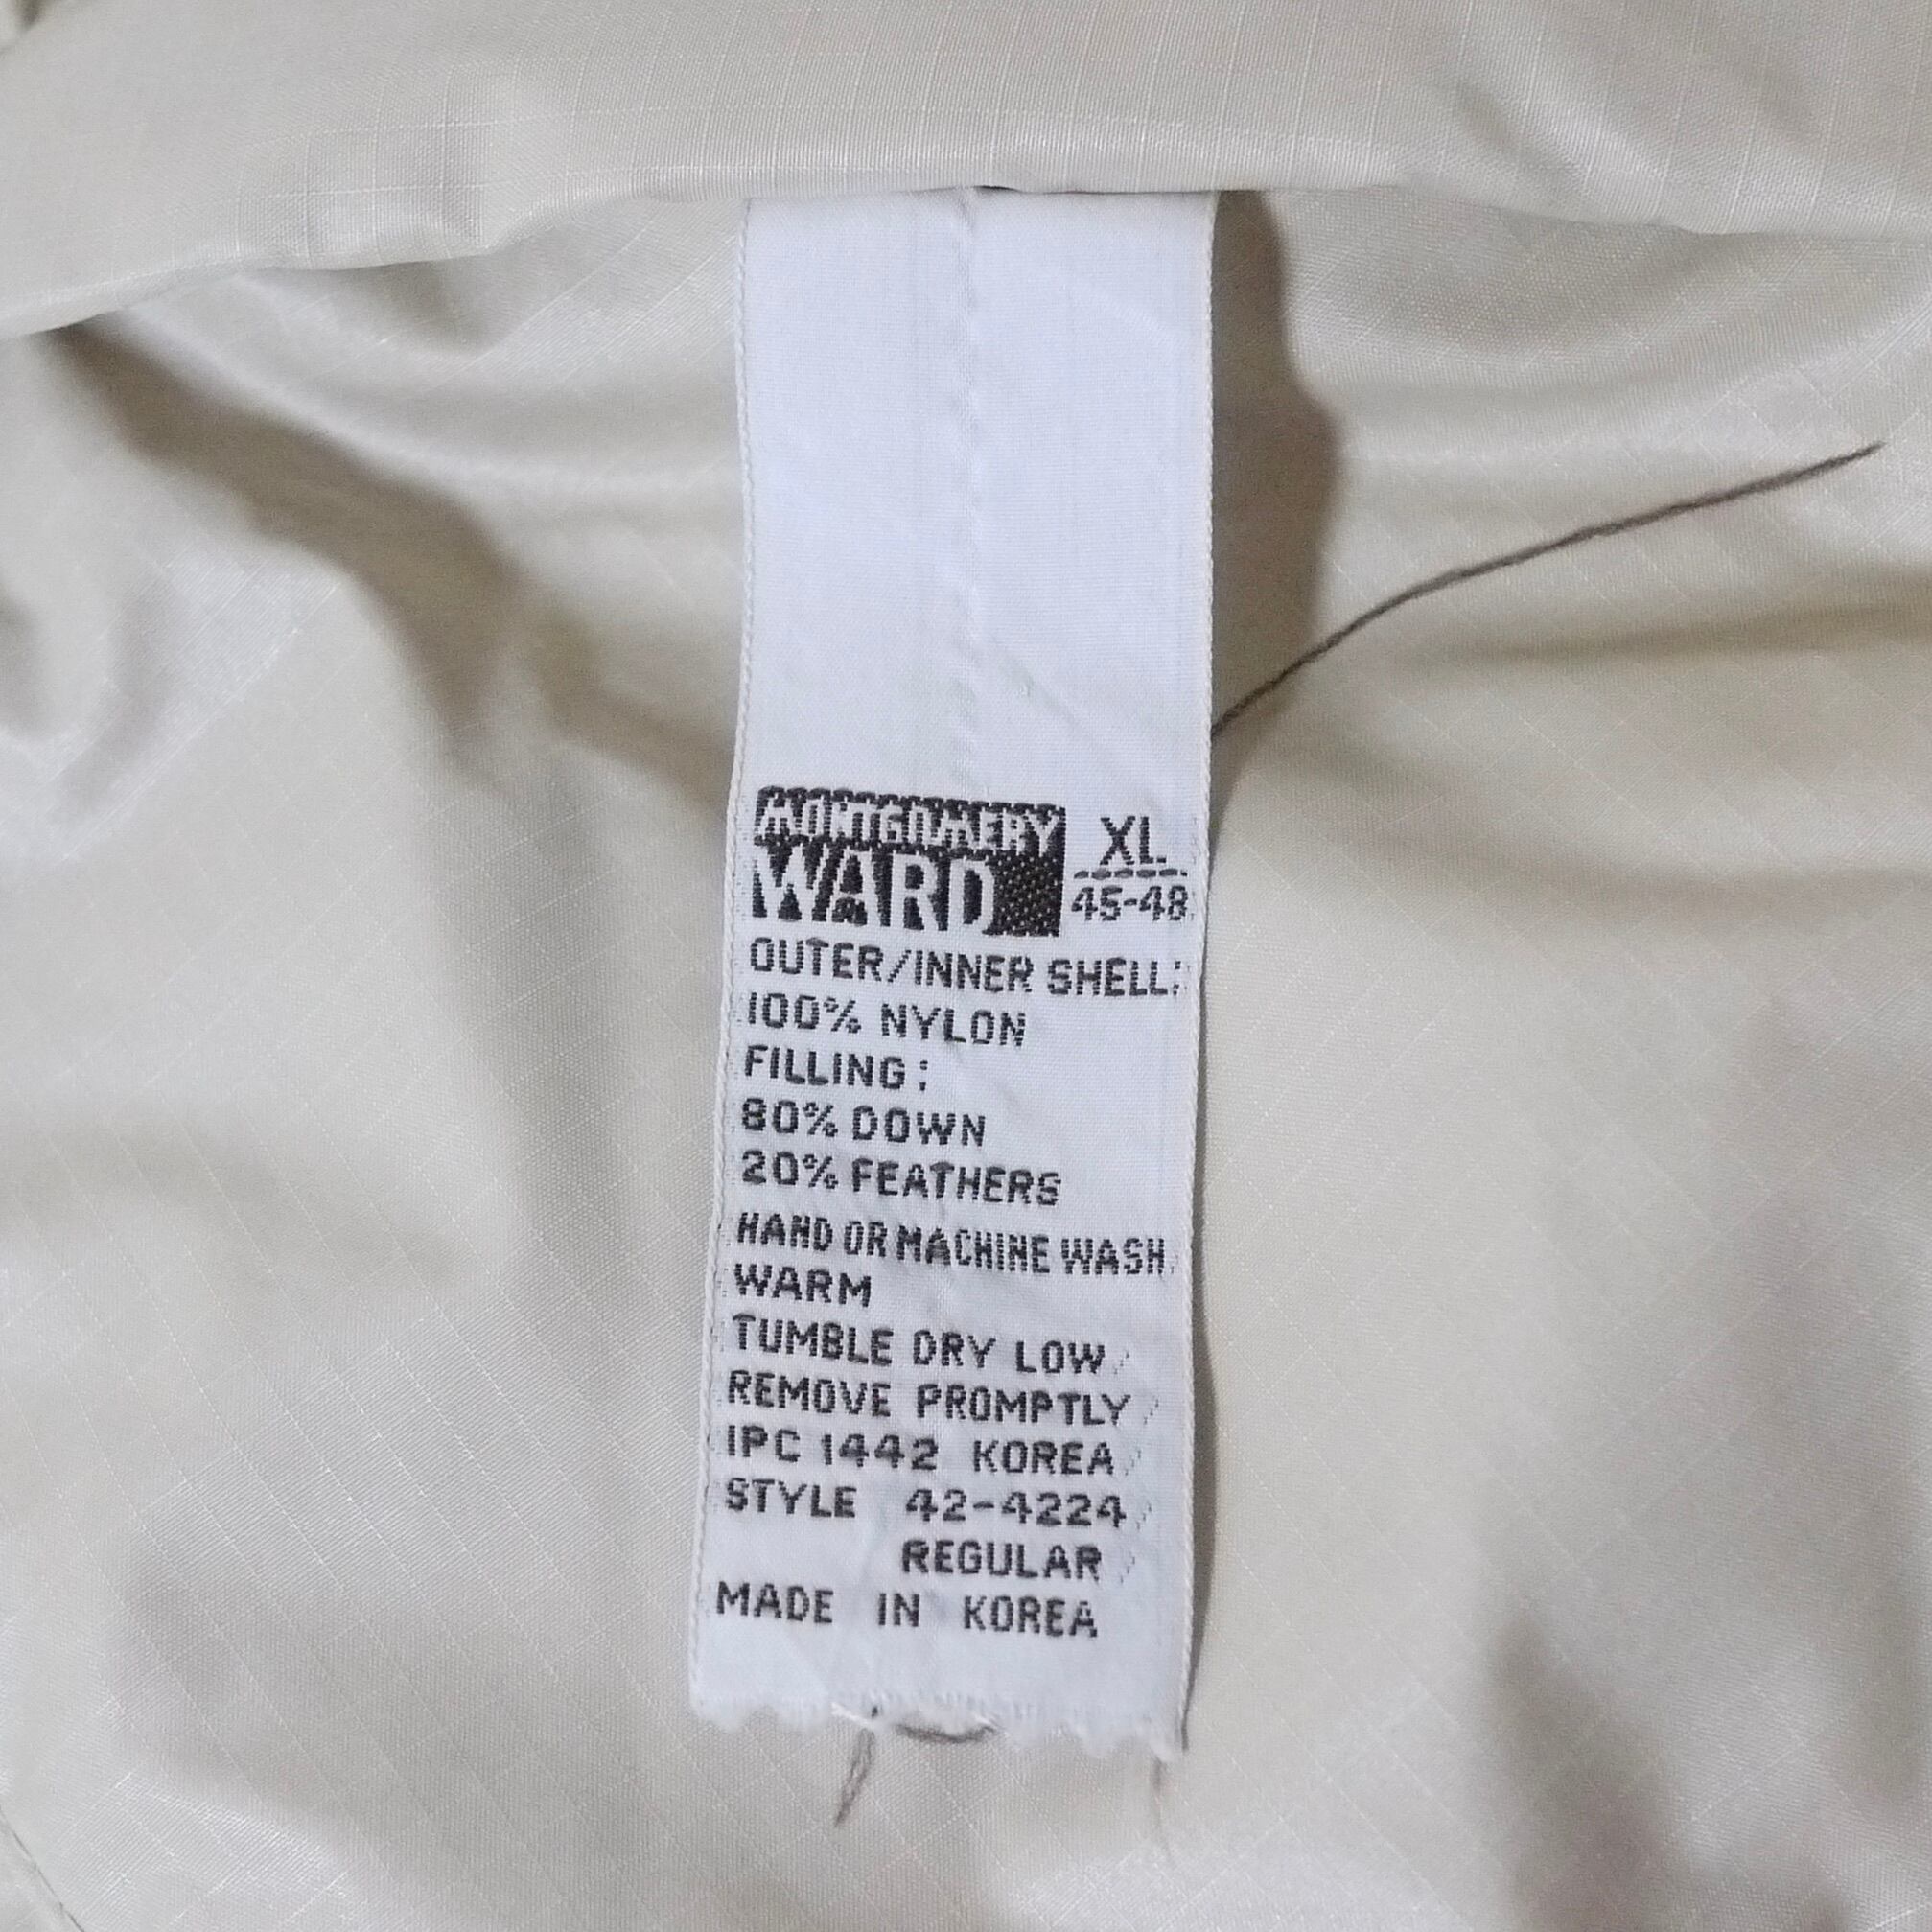 MONTGOMERY
WARD
XL
45-48
OUTER/INNER SHELL:
100% NYLON
FILLING:
80% DOWN
20% FEATHERS
HAND OR MACHINE WASH
WARM
TUMBLE DRY LOW
REMOVE PROMPTLY
IPC 1442 KOREA
STYLE 42-4224
REGULAR
MADE IN KOREA